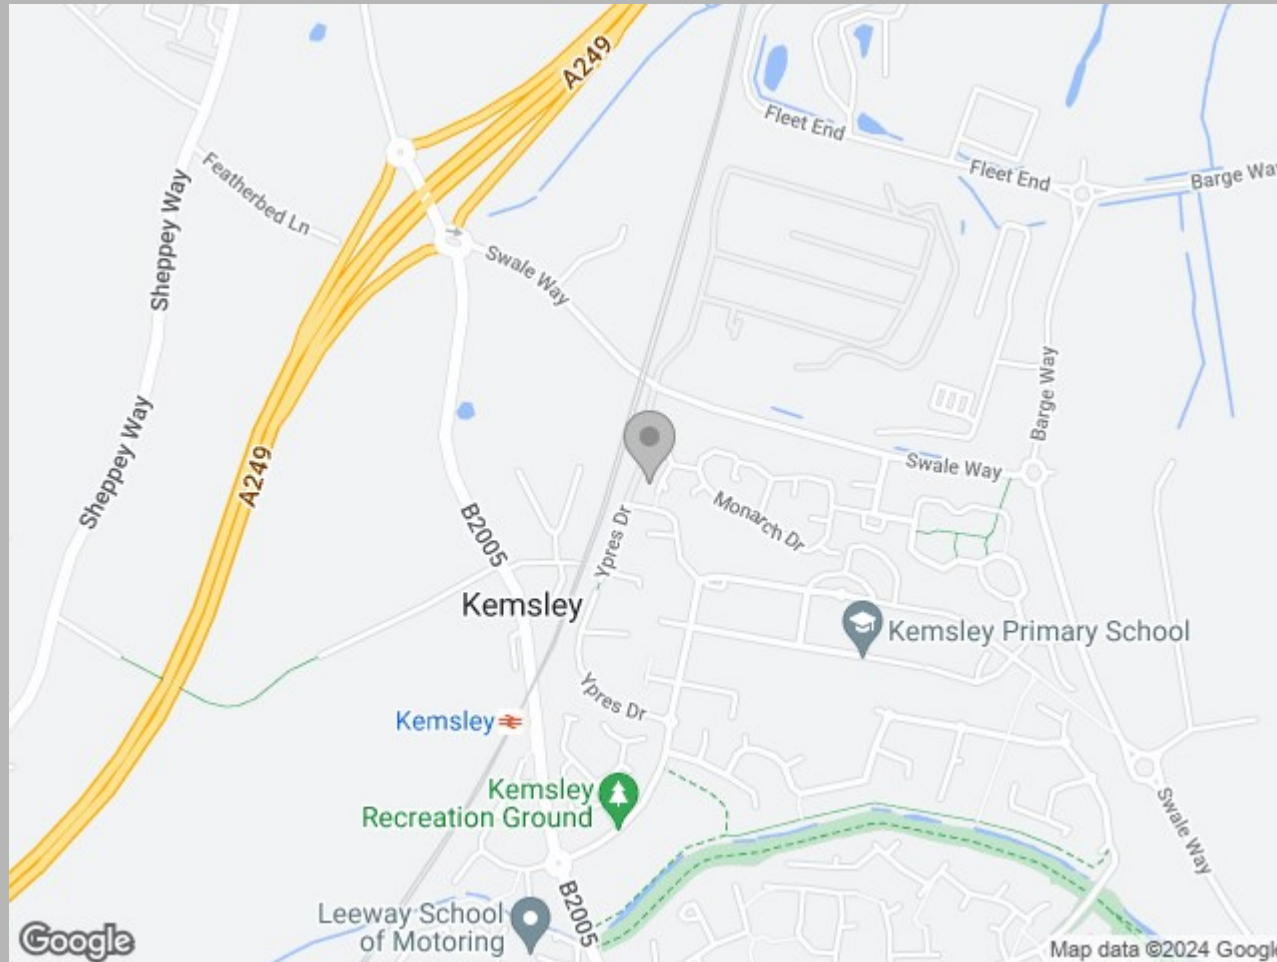 A249
Fleet End
Fleet End
Barge Way
Featherbed Ln
Sheppey Way
Swale Way
Barge Way
Sheppey Way
A249
Swale Way
B2005
Ypres Dr
Monarch Dr
Kemsley
Kemsley Primary School
Ypres Dr
Kemsley
Kemsley
Recreation Ground
Swale Way
B2005
Leeway School
of Motoring
Google
Map data ©2024 Google